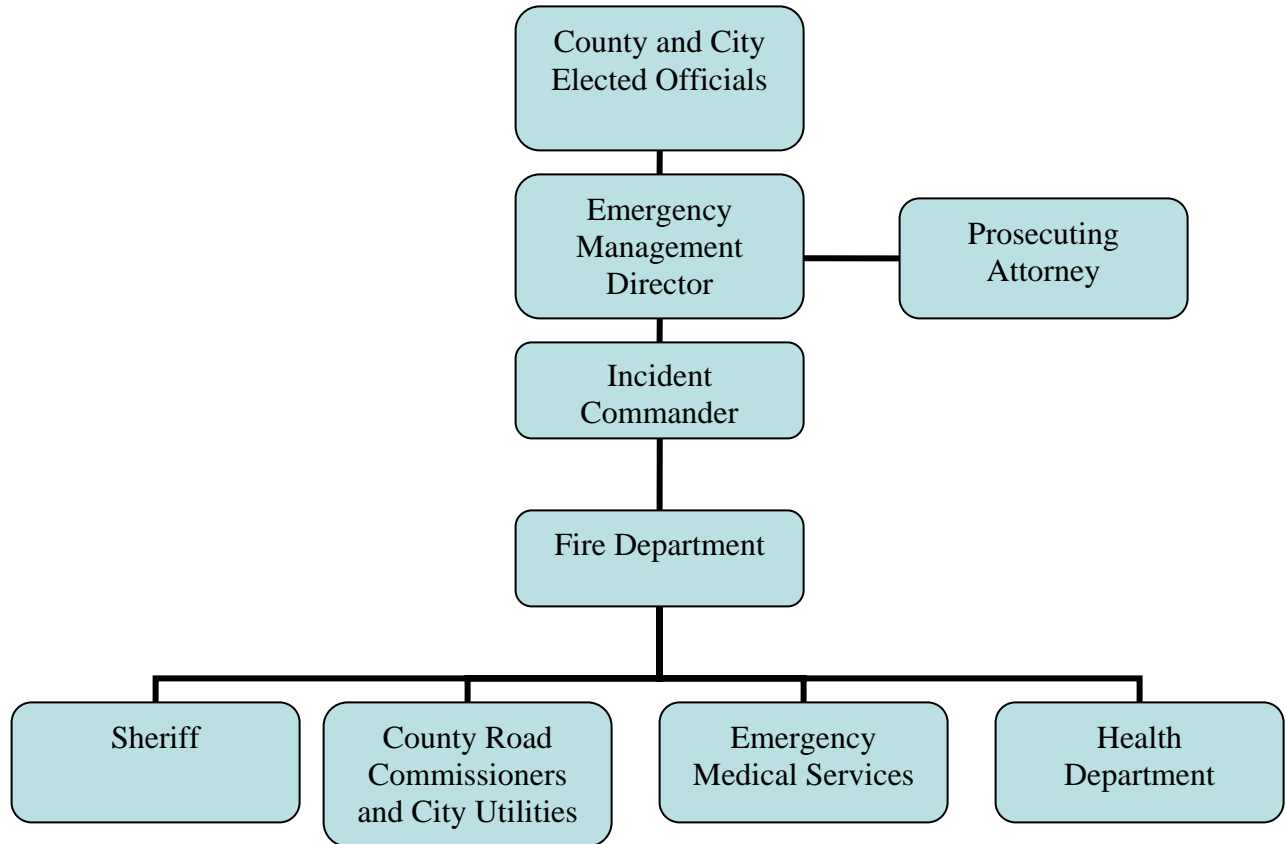 County and City
Elected Officials
Emergency
Management
Director
Prosecuting
Attorney
Incident
Commander
Fire Department
Sheriff
County Road
Commissioners
and City Utilities
Emergency
Medical Services
Health
Department